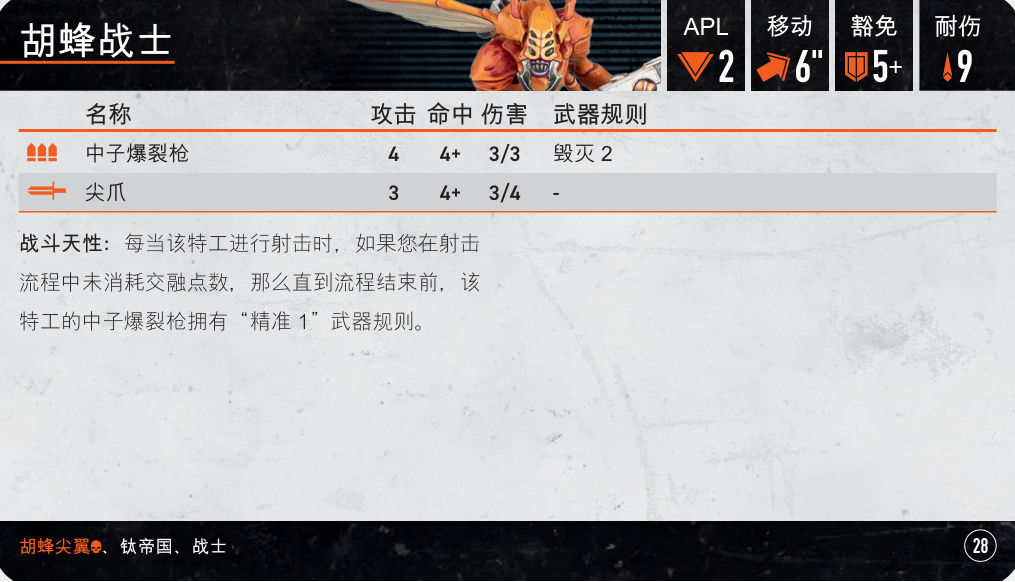 胡蜂战士
APL 移动 豁免 耐伤
2 6" 5+ 9
名称 攻击 命中 伤害 武器规则
中子爆裂枪 4 4+ 3/3 毁灭 2
尖爪 3 4+ 3/4 -
战斗天性：每当该特工进行射击时，如果您在射击
流程中未消耗交融点数，那么直到流程结束前，该
特工的中子爆裂枪拥有“精准 1”武器规则。
胡蜂尖翼、钛帝国、战士
28